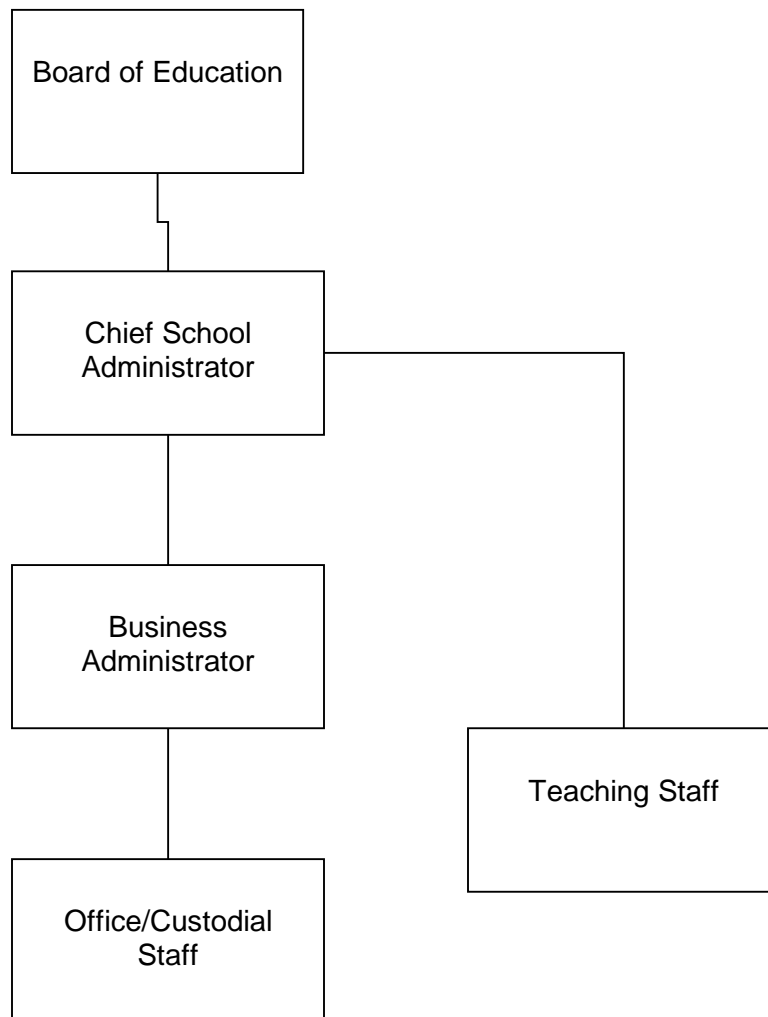 Board of Education
Chief School
Administrator
Business
Administrator
Teaching Staff
Office/Custodial
Staff